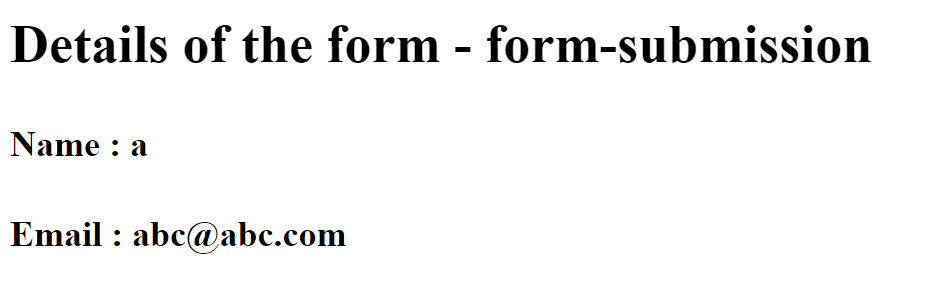 Details of the form - form-submission
Name : a
Email : abc@abc.com